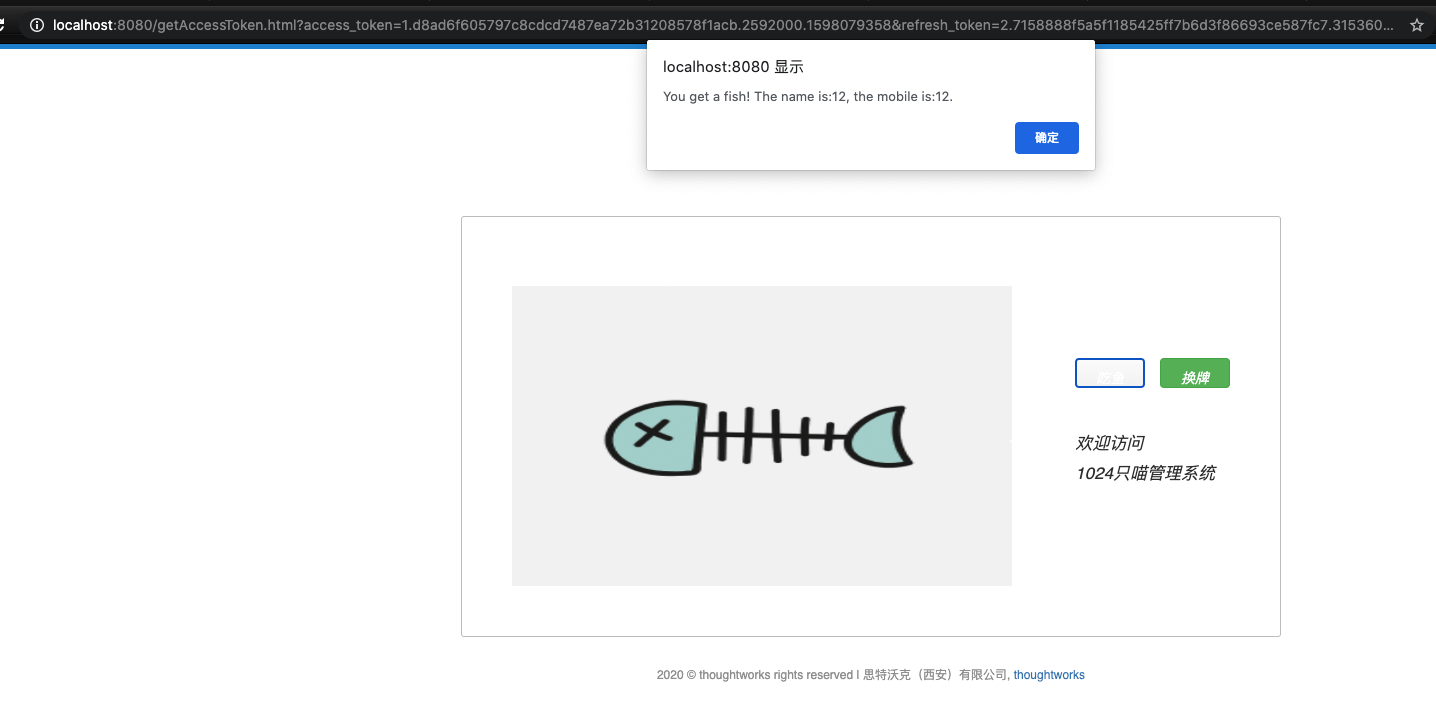 localhost:8080/getAccessToken.html?access_token=1.d8ad6f605797c8cdcd7487ea72b31208578f1acb.2592000.1598079358&refresh_token=2.7158888f5a5f1185425ff7b6d3f86693ce587fc7.315360...
localhost:8080 显示
You get a fish! The name is:12, the mobile is:12.
确定
吃鱼 换牌
欢迎访问
1024只喵管理系统
2020 © thoughtworks rights reserved | 思特沃克（西安）有限公司, thoughtworks